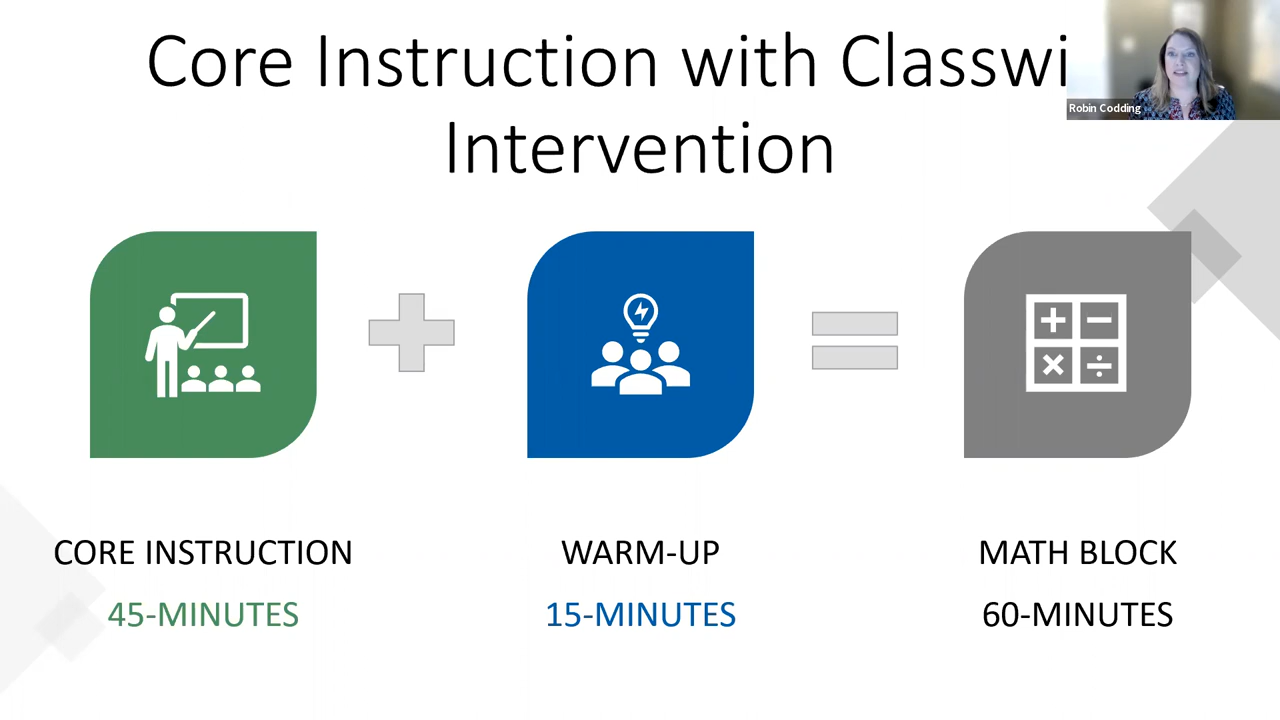 Core Instruction with Classwi
Intervention
Robin Codding
CORE INSTRUCTION
WARM-UP
MATH BLOCK
45-MINUTES
15-MINUTES
60-MINUTES